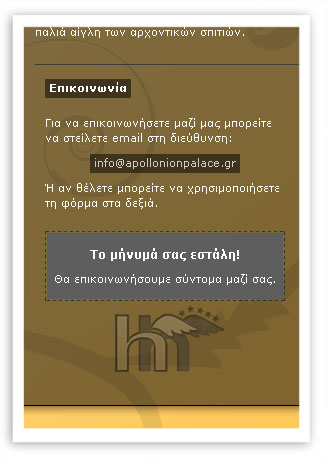 παλιά αίγλη των αρχοντικών σπιτιών.
Επικοινωνία
Για να επικοινωνήσετε μαζί μας μπορείτε
να στείλετε email στη διεύθυνση:
info@apollonionpalace.gr
Ή αν θέλετε μπορείτε να χρησιμοποιήσετε
τη φόρμα στα δεξιά.
Το μήνυμά σας εστάλη!
Θα επικοινωνήσουμε σύντομα μαζί σας.